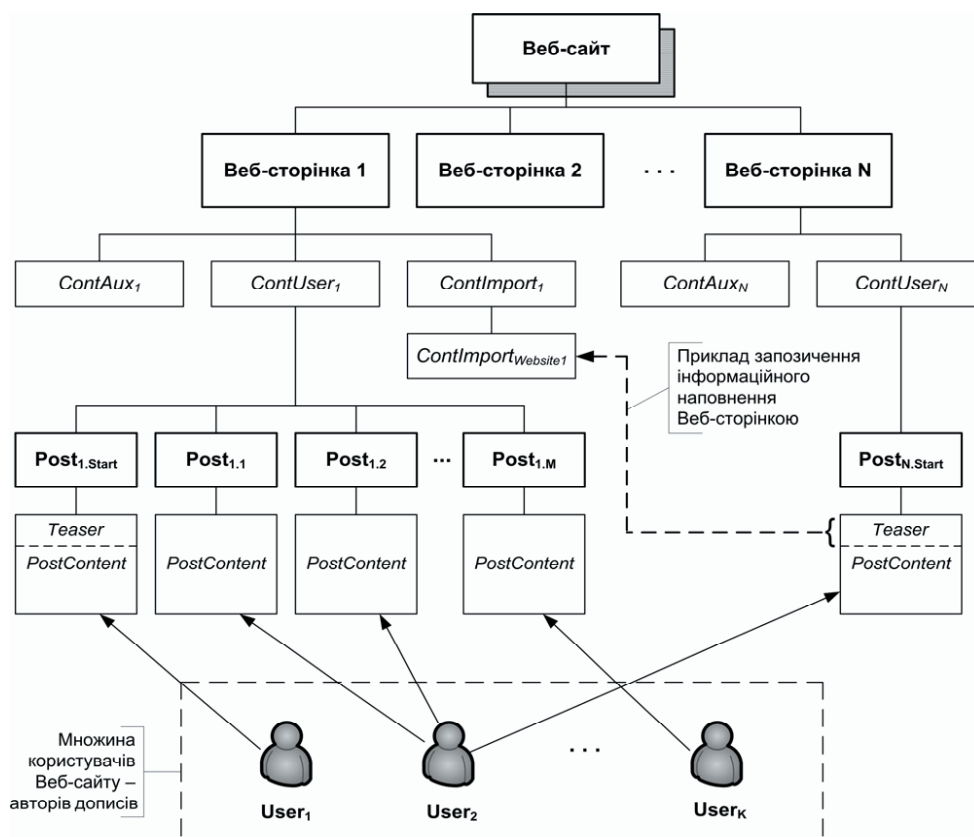 Веб-сайт
Веб-сторінка 1
Веб-сторінка 2
. . .
Веб-сторінка N
ContAux1
ContUser1
ContImport1
ContAuxN
ContUserN
ContImportWebsite1
Приклад запозичення
інформаційного
наповнення
Веб-сторінкою
Post1.Start
Post1.1
Post1.2
...
Post1.M
PostN.Start
Teaser
PostContent
PostContent
PostContent
PostContent
Teaser
PostContent
Множина
користувачів
Веб-сайту –
авторів дописів
User1
User2
. . .
UserK